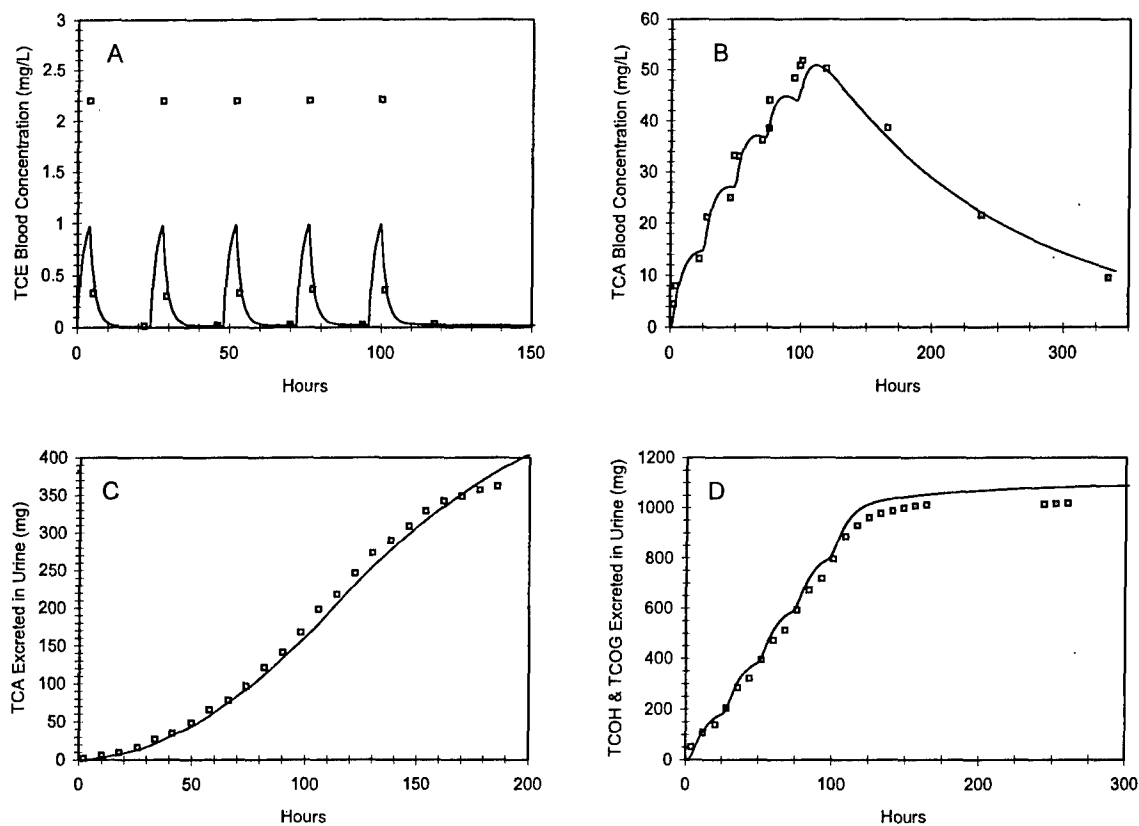 A
TCE Blood Concentration (mg/L)
3
2.5
2
1.5
1
0.5
0
0 50 100 150
Hours
B
TCA Blood Concentration (mg/L)
60
50
40
30
20
10
0
0 100 200 300
Hours
C
TCA Excreted in Urine (mg)
400
350
300
250
200
150
100
50
0
0 50 100 150 200
Hours
D
TCOH & TCOG Excreted in Urine (mg)
1200
1000
800
600
400
200
0
0 100 200 300
Hours